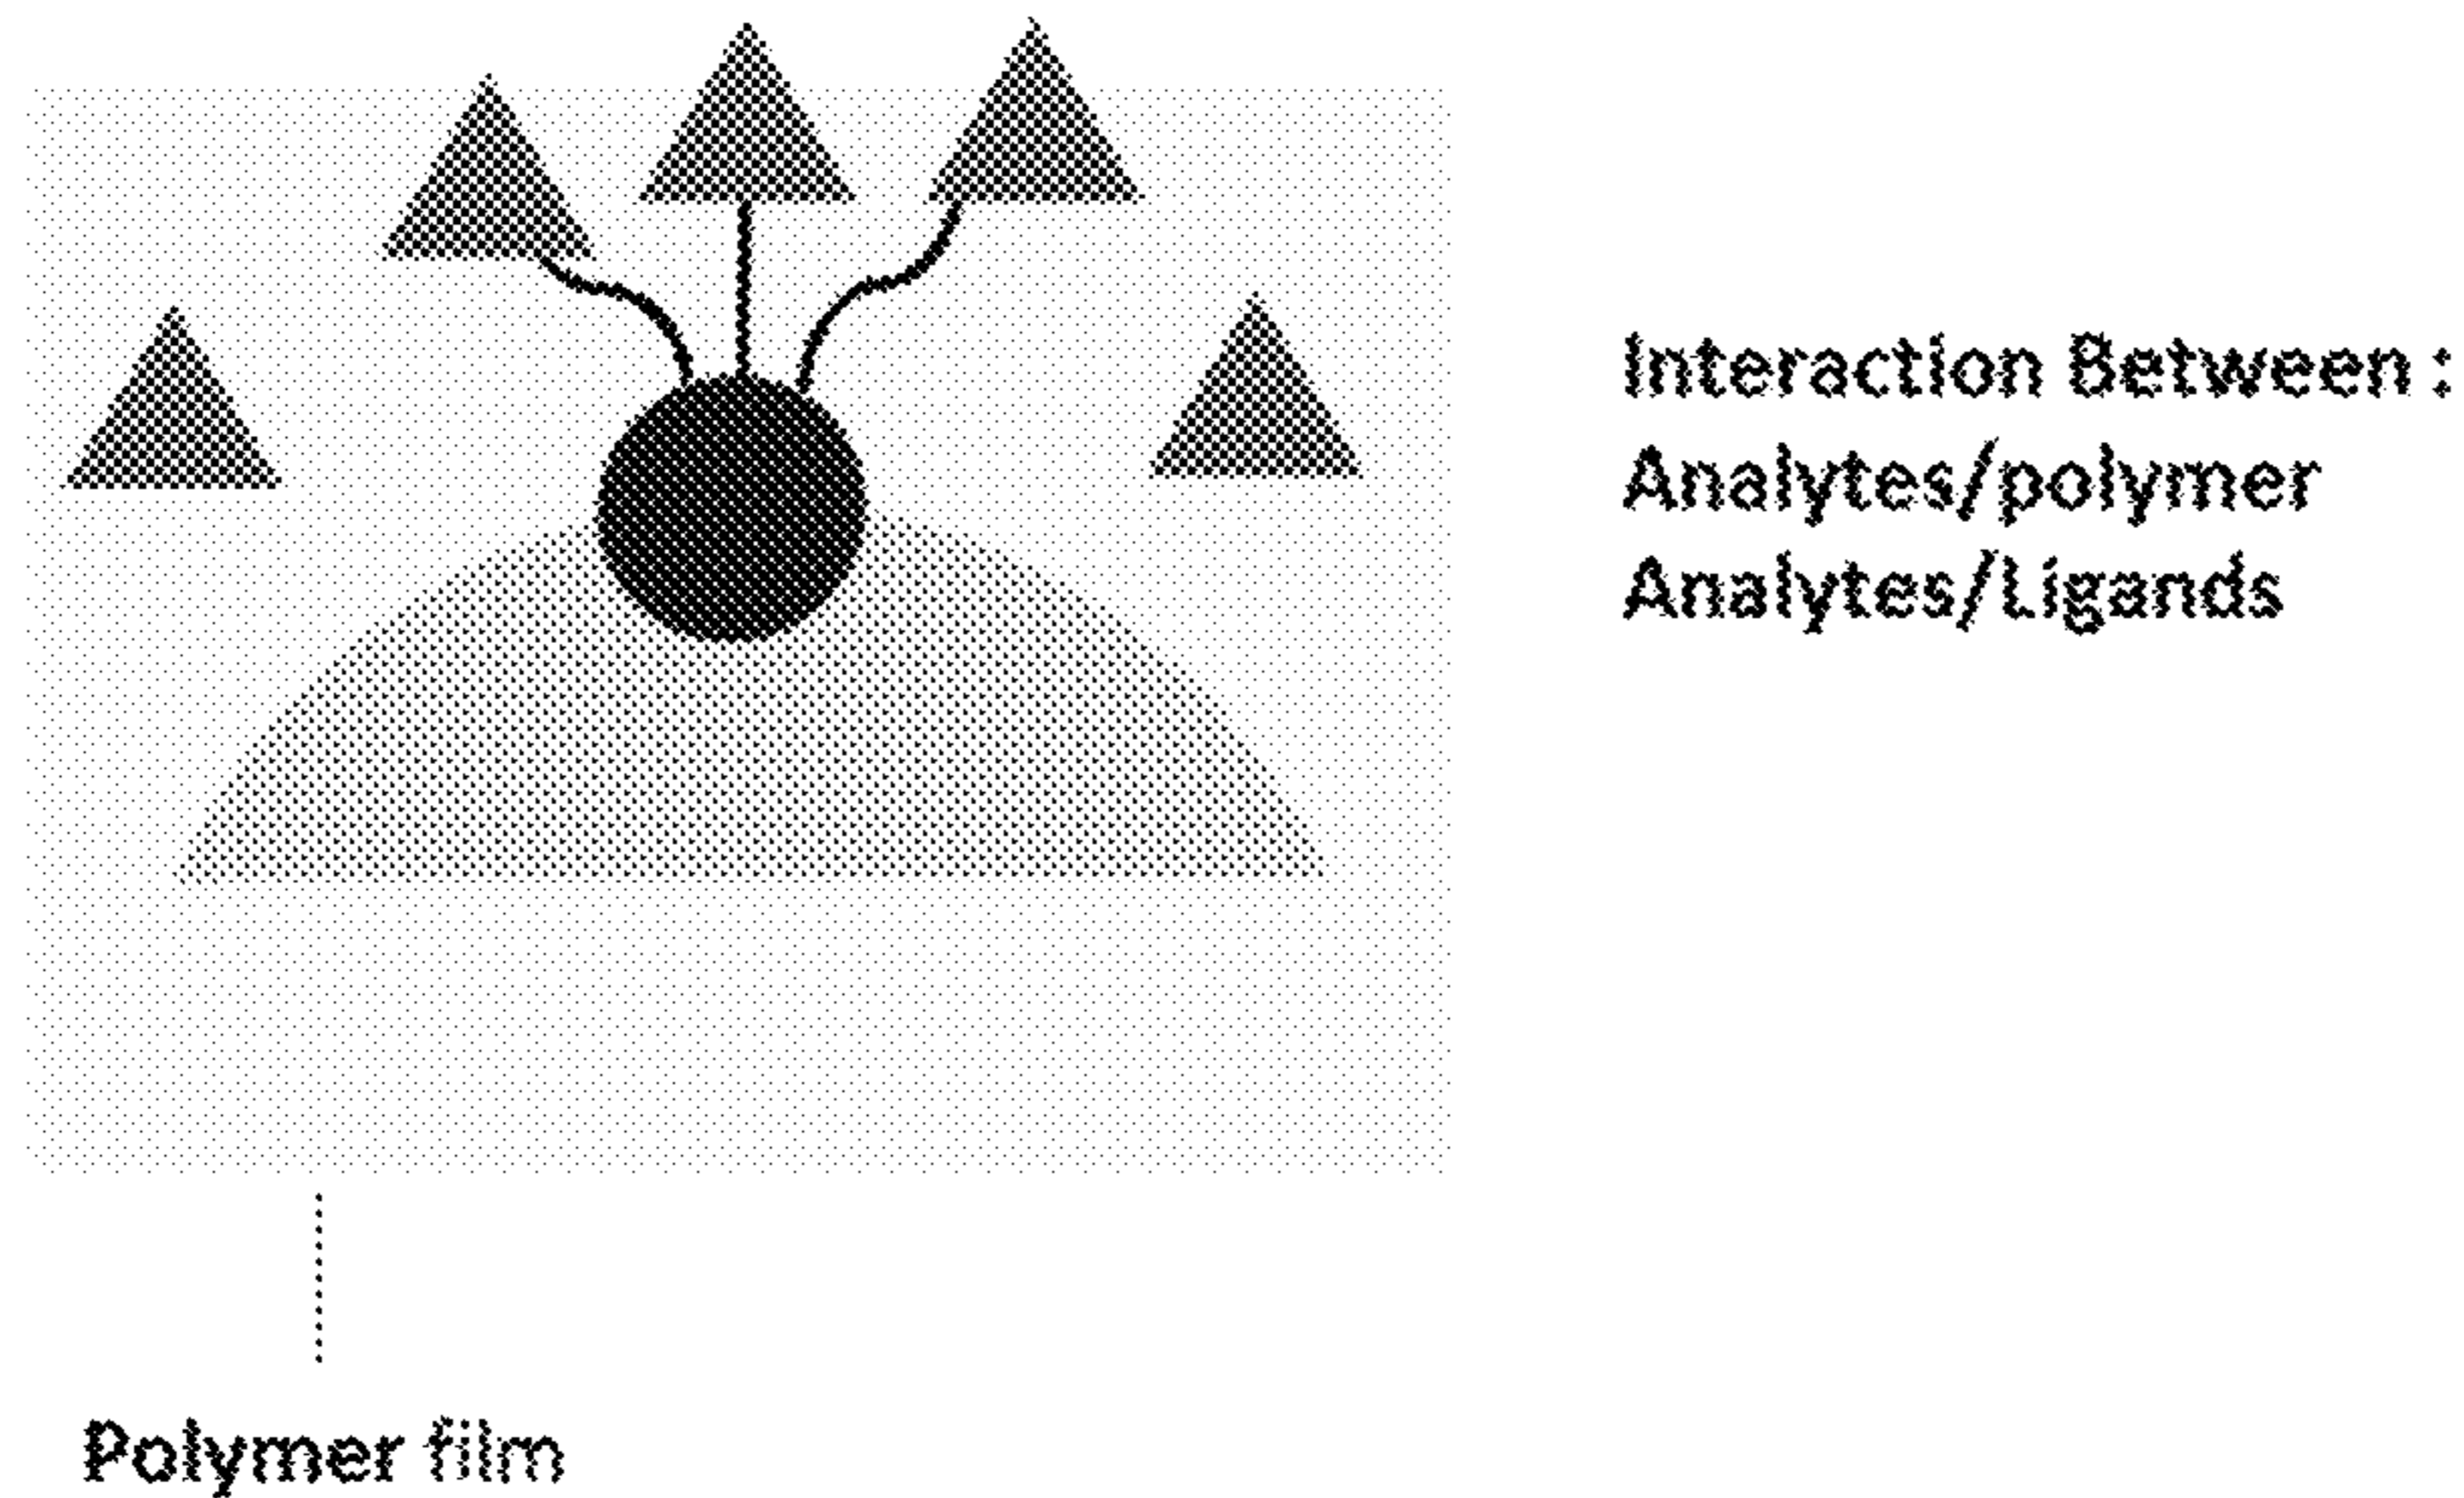 Interaction Between :
Analytes/polymer
Analytes/Ligands
Polymer film